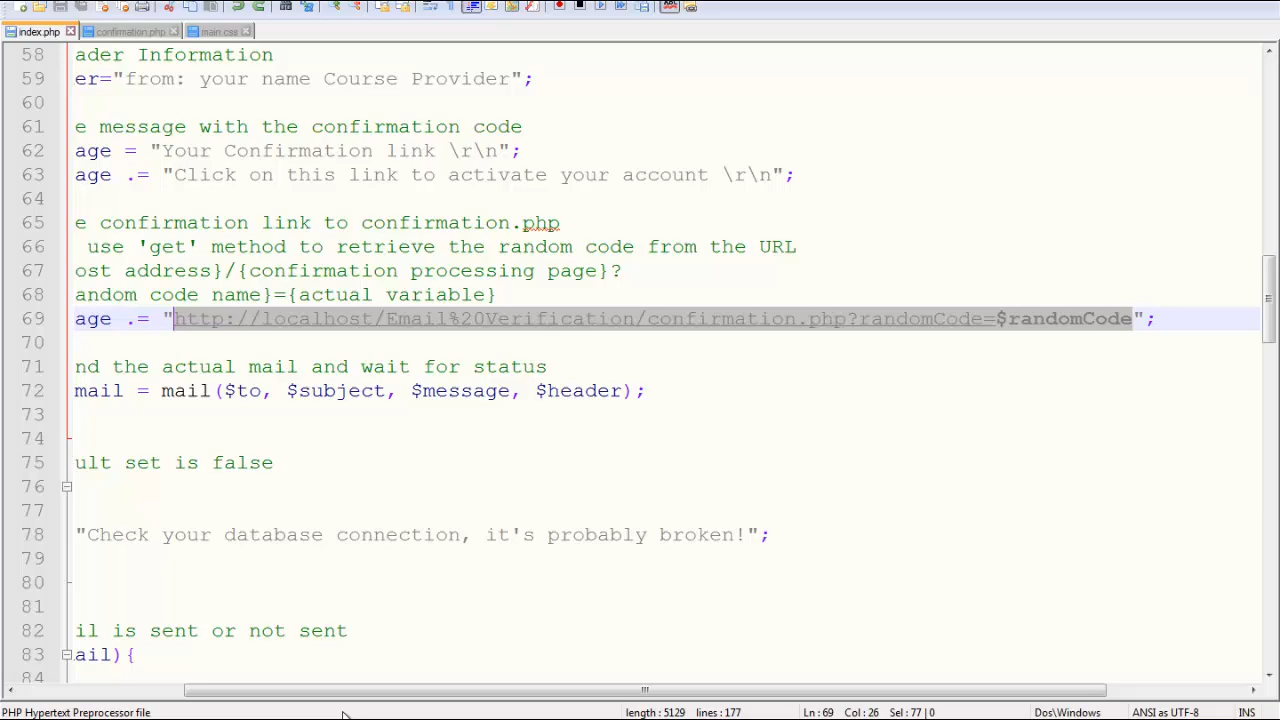 index.php confirmation.php main.css
58 ader Information
59 er="from: your name Course Provider";
60
61 e message with the confirmation code
62 age = "Your Confirmation link \r\n";
63 age .= "Click on this link to activate your account \r\n";
64
65 e confirmation link to confirmation.php
66 use 'get' method to retrieve the random code from the URL
67 ost address}/{confirmation processing page}?
68 andom code name}={actual variable}
69 age .= "http://localhost/Email%20Verification/confirmation.php?randomCode=$randomCode";
70
71 nd the actual mail and wait for status
72 mail = mail($to, $subject, $message, $header);
73
74
75 ult set is false
76
77
78 "Check your database connection, it's probably broken!";
79
80
81
82 il is sent or not sent
83 ail){
84
PHP Hypertext Preprocessor file length : 5129 lines : 177 Ln : 69 Col : 26 Sel : 77 | 0 Dos\Windows ANSI as UTF-8 INS